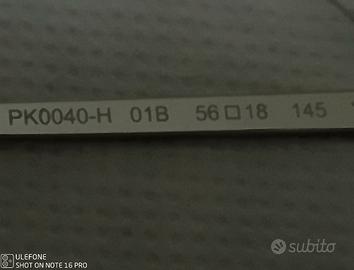 PK0040-H 01B 56□18 145
ULEFONE
SHOT ON NOTE 16 PRO
subito